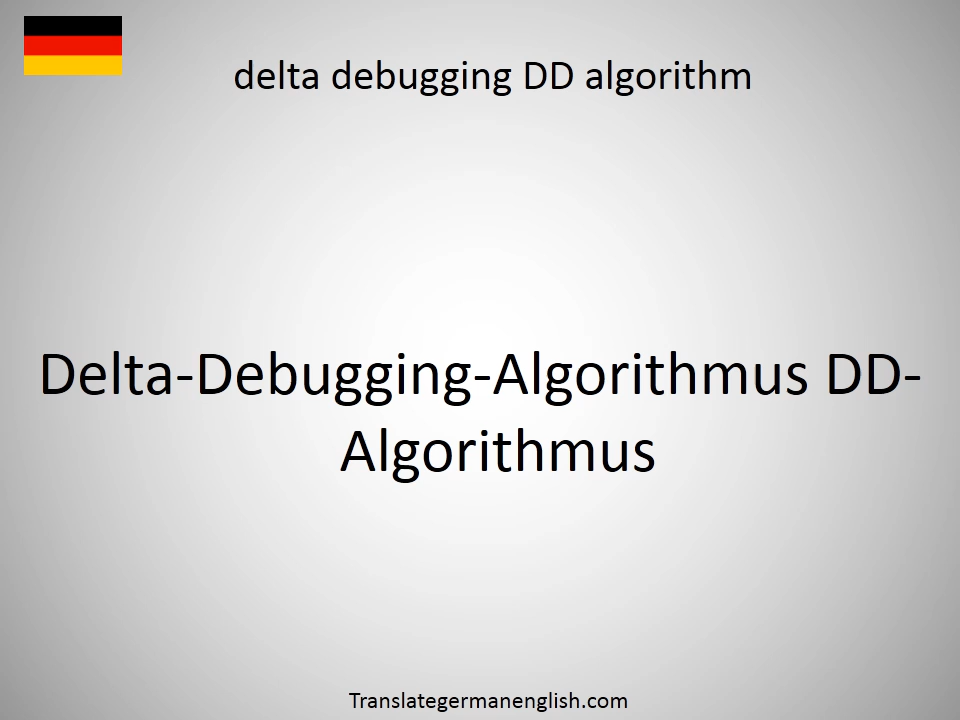 delta debugging DD algorithm
Delta-Debugging-Algorithmus DD-
Algorithmus
Translategermanenglish.com